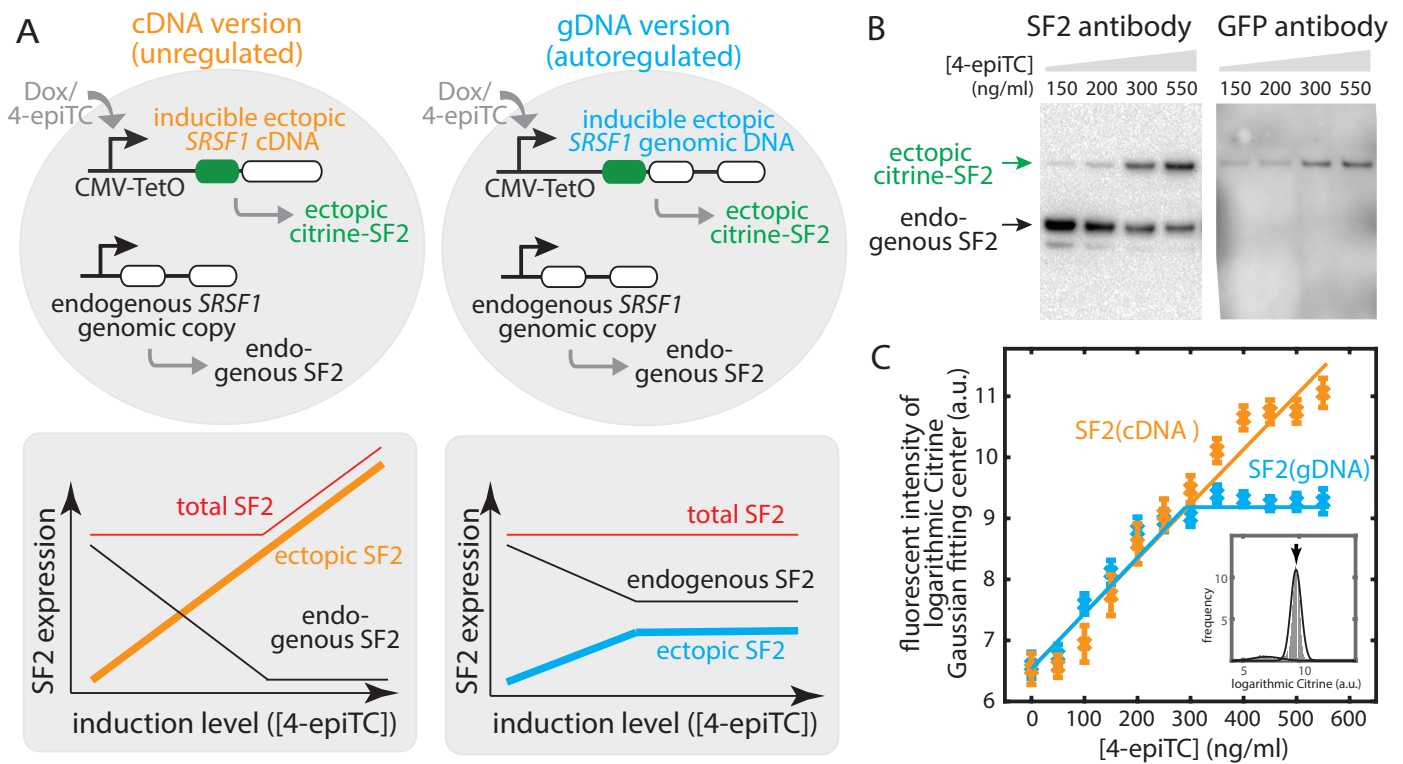 A
cDNA version
(unregulated)
Dox/
4-epiTC
inducible ectopic
SRSF1 cDNA
CMV-TetO
ectopic
citrine-SF2
endogenous SRSF1
genomic copy
endo-
genous SF2
gDNA version
(autoregulated)
Dox/
4-epiTC
inducible ectopic
SRSF1 genomic DNA
CMV-TetO
ectopic
citrine-SF2
endogenous SRSF1
genomic copy
endo-
genous SF2
SF2 expression
total SF2
ectopic SF2
endo-
genous SF2
induction level ([4-epiTC])
SF2 expression
total SF2
endogenous SF2
ectopic SF2
induction level ([4-epiTC])
B
SF2 antibody
GFP antibody
[4-epiTC]
(ng/ml)
150 200 300 550
150 200 300 550
ectopic
citrine-SF2
endo-
genous SF2
C
fluorescent intensity of
logarithmic Citrine
Gaussian fitting center (a.u.)
11
10
9
8
7
6
SF2(cDNA )
SF2(gDNA)
frequency
10
5
5 10
logarithmic Citrine (a.u.)
0 100 200 300 400 500 600
[4-epiTC] (ng/ml)